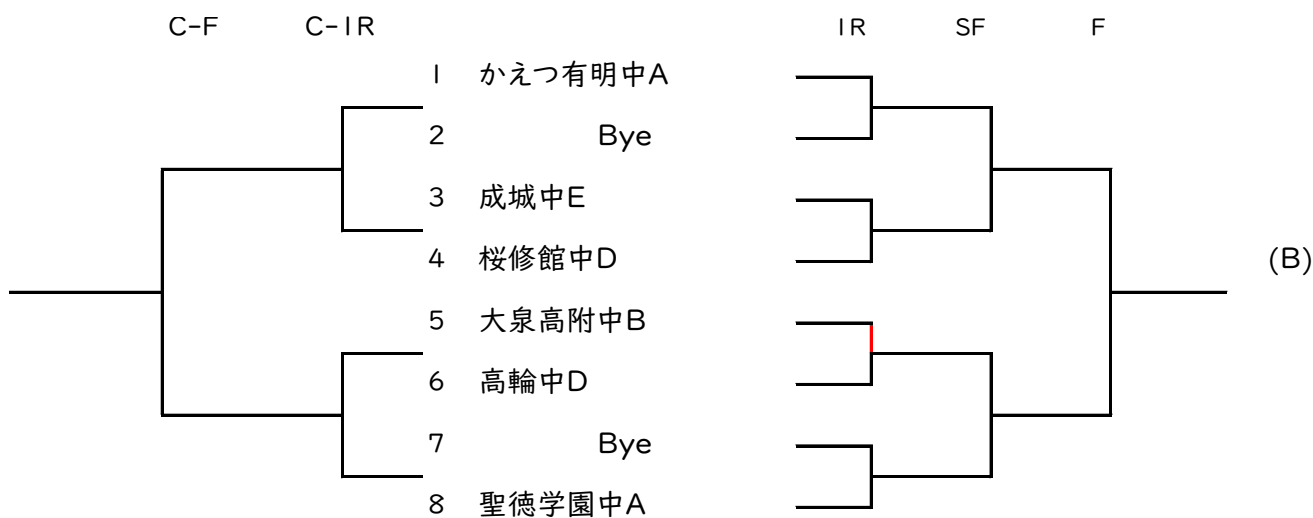 C-F C-1R 1R SF F
1 かえつ有明中A
2 Bye
3 成城中E
4 桜修館中D
(B)
5 大泉高附中B
6 高輪中D
7 Bye
8 聖徳学園中A